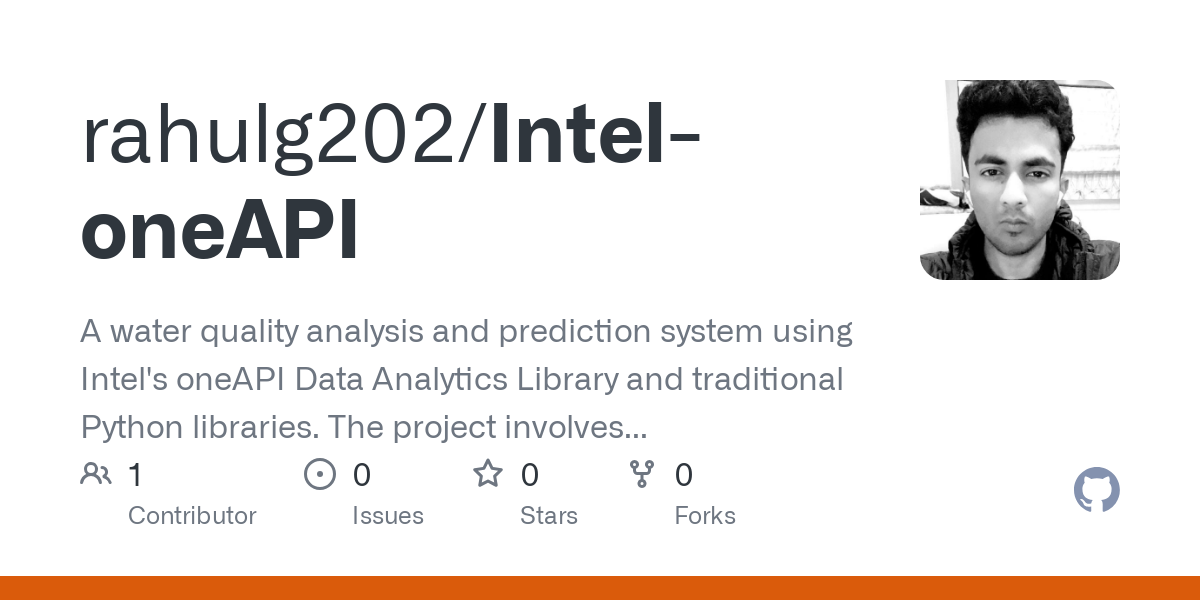 rahulg202/Intel-
oneAPI
A water quality analysis and prediction system using
Intel's oneAPI Data Analytics Library and traditional
Python libraries. The project involves...
1 0 0 0
Contributor Issues Stars Forks